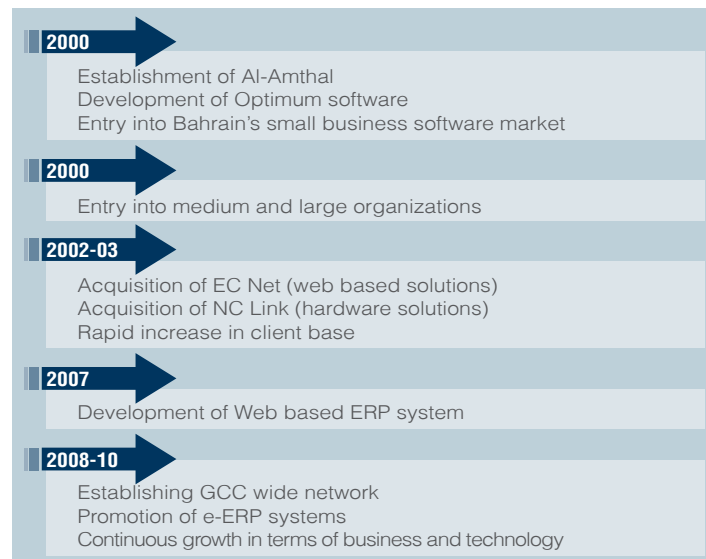 2000
Establishment of Al-Amthal
Development of Optimum software
Entry into Bahrain's small business software market
2000
Entry into medium and large organizations
2002-03
Acquisition of EC Net (web based solutions)
Acquisition of NC Link (hardware solutions)
Rapid increase in client base
2007
Development of Web based ERP system
2008-10
Establishing GCC wide network
Promotion of e-ERP systems
Continuous growth in terms of business and technology